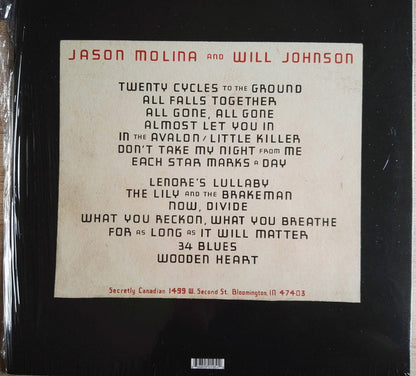 JASON MOLINA AND WILL JOHNSON
TWENTY CYCLES TO THE GROUND
ALL FALLS TOGETHER
ALL GONE, ALL GONE
ALMOST LET YOU IN
IN THE AVALON / LITTLE KILLER
DON'T TAKE MY NIGHT FROM ME
EACH STAR MARKS A DAY
LENORE'S LULLABY
THE LILY AND THE BRAKEMAN
NOW, DIVIDE
WHAT YOU RECKON, WHAT YOU BREATHE
FOR AS LONG AS IT WILL MATTER
34 BLUES
WOODEN HEART
Secretly Canadian 1499 W. Second St. Bloomington, IN 47403